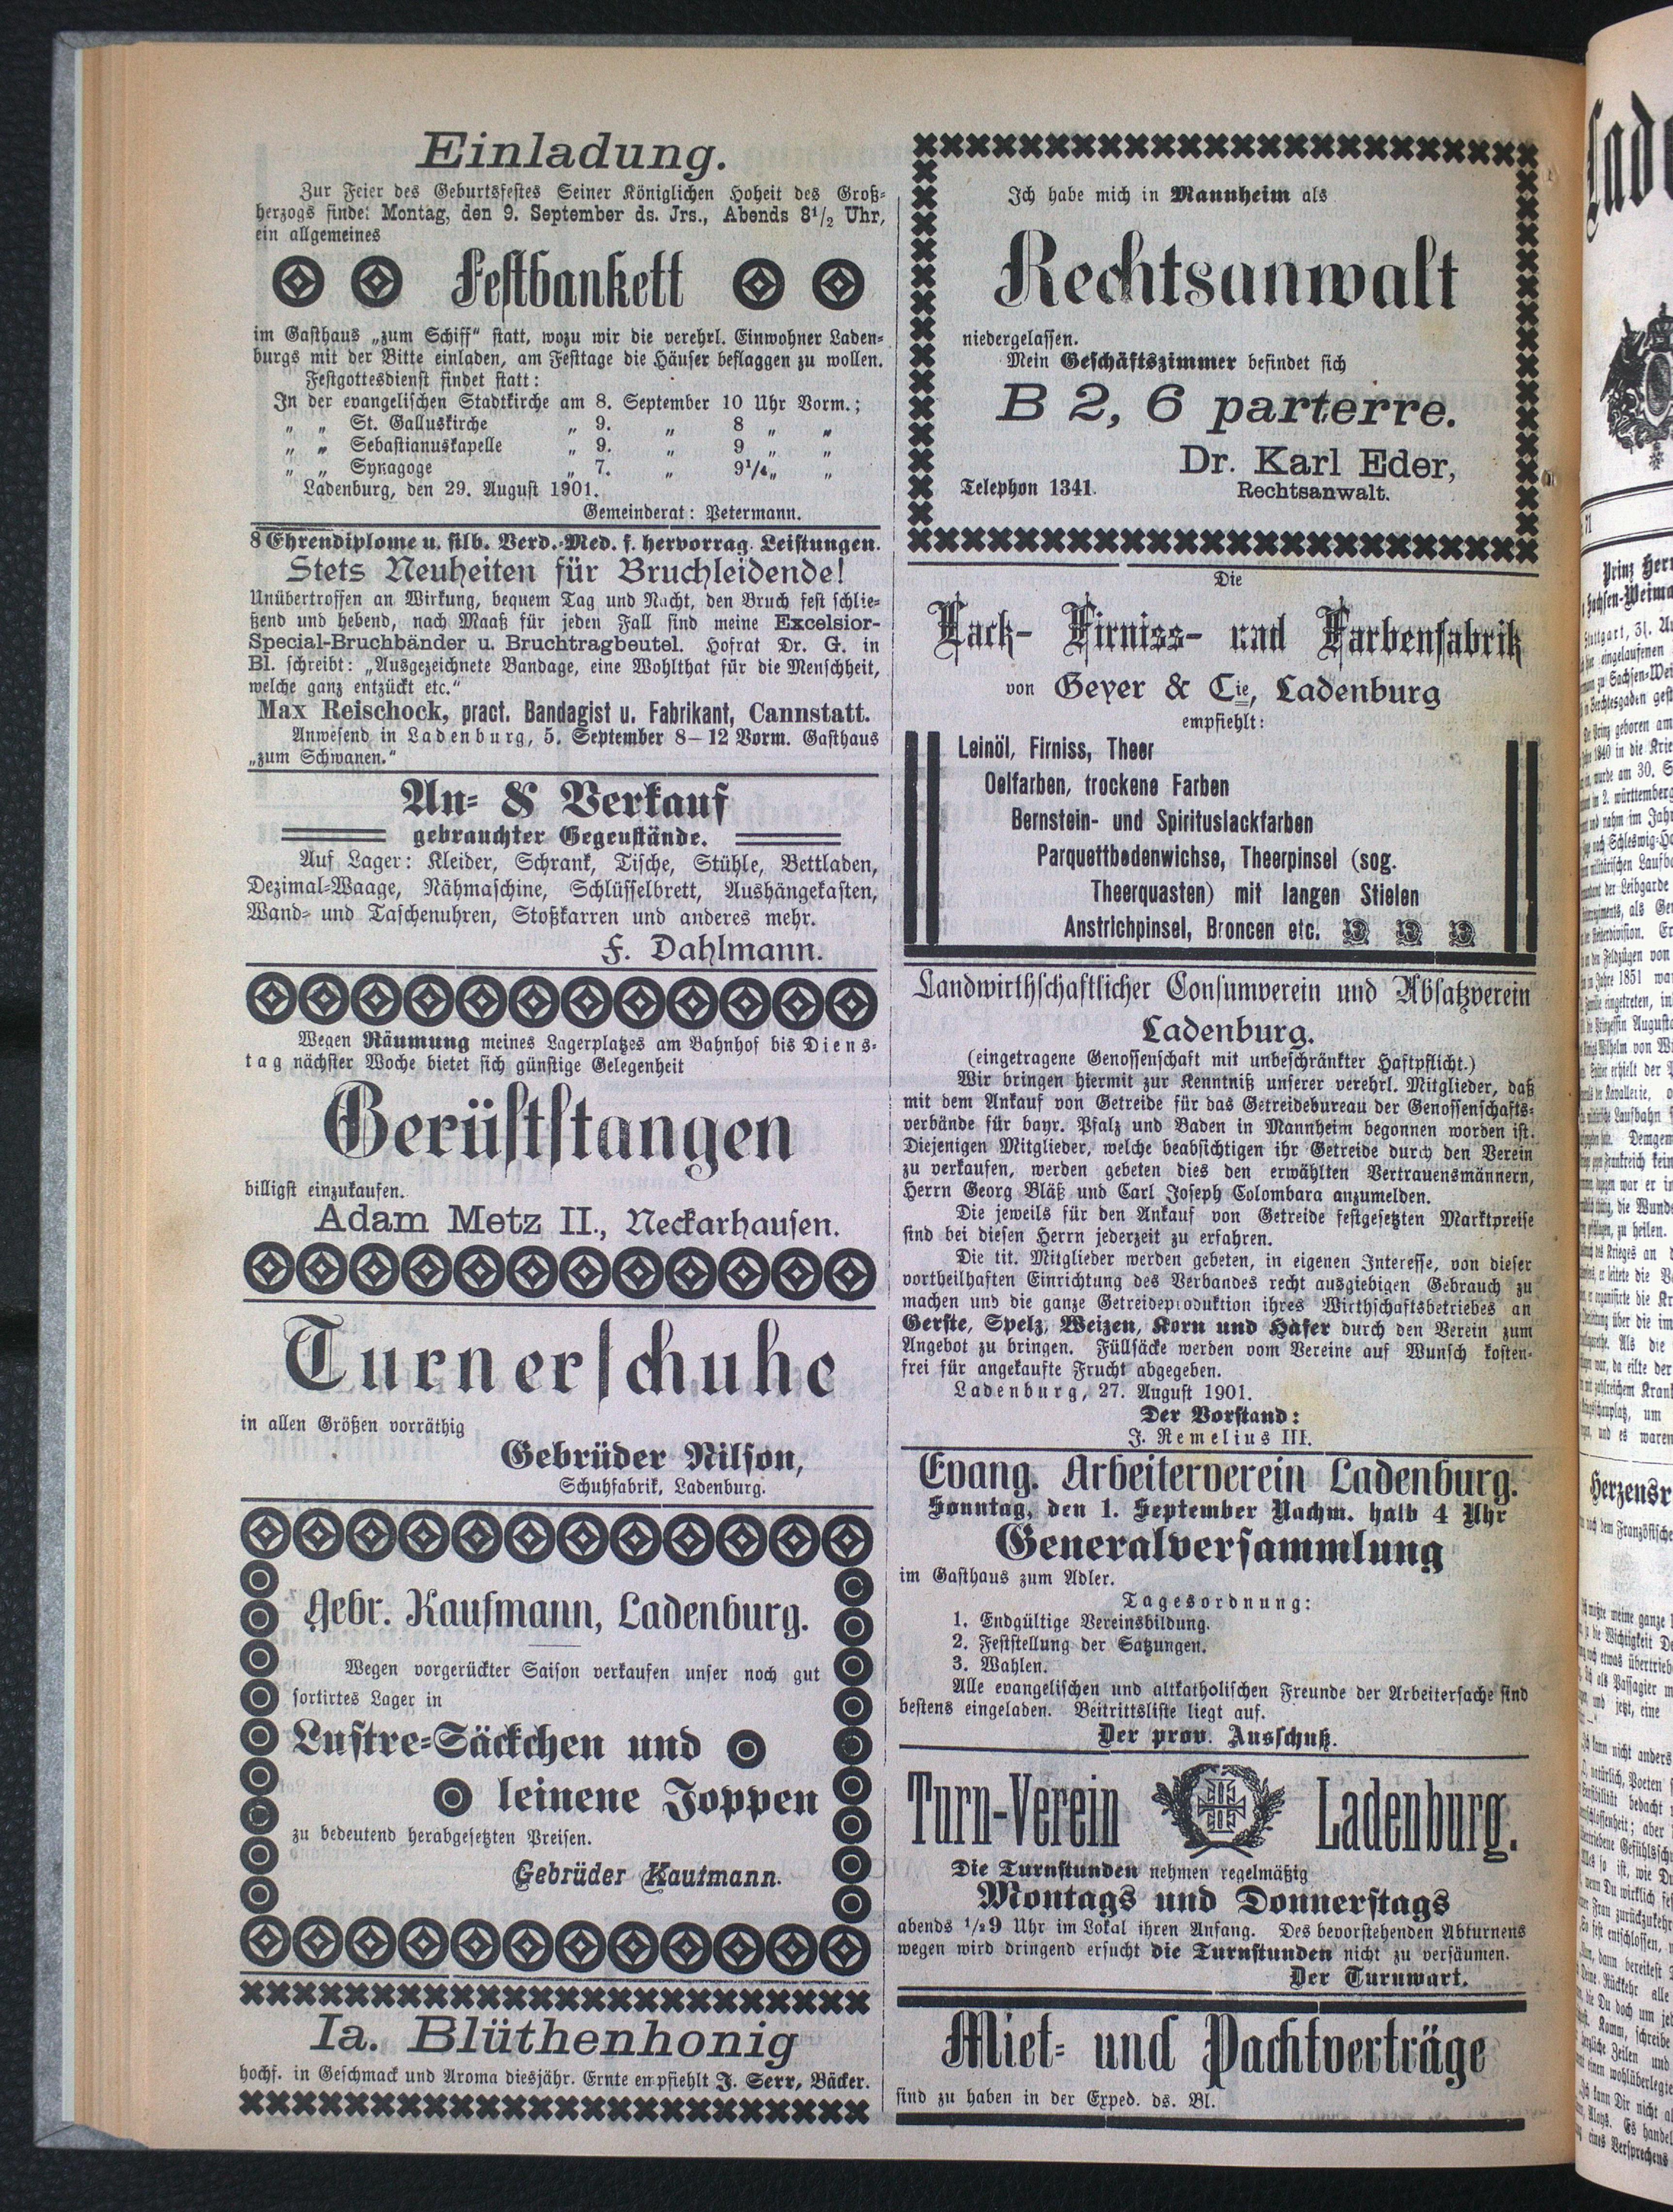 Einladung.
Zur Feier des Geburtsfestes Seiner Königlichen Hoheit des Groß-
herzogs findet Montag, den 9. September ds. Jrs., Abends 8½ Uhr,
ein allgemeines
Festbankett
im Gasthaus „zum Schiff“ statt, wozu wir die verehrl. Einwohner Laden-
burgs mit der Bitte einladen, am Festtage die Häuser beflaggen zu wollen.
Festgottesdienst findet statt:
In der evangelischen Stadtkirche am 8. September 10 Uhr Vorm.;
„ „ St. Galluskirche „ 9. „ 8 „ „
„ „ Sebastianuskapelle „ 9. „ 9 „ „
„ „ Synagoge „ 7. „ 9¼ „ „
Ladenburg, den 29. August 1901.
Gemeinderat: Petermann.
8 Ehrendiplome u. silb. Verd.-Med. f. hervorrag. Leistungen.
Stets Neuheiten für Bruchleidende!
Unübertroffen an Wirkung, bequem Tag und Nacht, den Bruch fest schlie-
ßend und hebend, nach Maaß für jeden Fall sind meine Excelsior-
Special-Bruchbänder u. Bruchtragbeutel. Hofrat Dr. G. in
Bl. schreibt: „Ausgezeichnete Bandage, eine Wohlthat für die Menschheit,
welche ganz entzückt etc.“
Max Reischock, pract. Bandagist u. Fabrikant, Cannstatt.
Anwesend in Ladenburg, 5. September 8—12 Vorm. Gasthaus
„zum Schwanen.“
An- & Verkauf
gebrauchter Gegenstände.
Auf Lager: Kleider, Schrank, Tische, Stühle, Bettladen,
Dezimal-Waage, Nähmaschine, Schlüsselbrett, Aushängekasten,
Wand- und Taschenuhren, Stoßkarren und anderes mehr.
F. Dahlmann.
Wegen Räumung meines Lagerplatzes am Bahnhof bis Diens-
tag nächster Woche bietet sich günstige Gelegenheit
Gerüststangen
billigst einzukaufen.
Adam Metz II., Neckarhausen.
Turnerschuhe
in allen Größen vorräthig
Gebrüder Nilson,
Schuhfabrik, Ladenburg.
Gebr. Kaufmann, Ladenburg.
Wegen vorgerückter Saison verkaufen unser noch gut
sortirtes Lager in
Lustre-Säckchen und
leinene Joppen
zu bedeutend herabgesetzten Preisen.
Gebrüder Kaufmann.
Ia. Blüthenhonig
hochf. in Geschmack und Aroma diesjähr. Ernte empfiehlt J. Serr, Bäcker.
Ich habe mich in Mannheim als
Rechtsanwalt
niedergelassen.
Mein Geschäftszimmer befindet sich
B 2, 6 parterre.
Dr. Karl Eder,
Telephon 1341. Rechtsanwalt.
Die
Lack- Firniss- und Farbenfabrik
von Geyer & Cie, Ladenburg
empfiehlt:
Leinöl, Firniss, Theer
Oelfarben, trockene Farben
Bernstein- und Spirituslackfarben
Parquettbodenwichse, Theerpinsel (sog.
Theerquasten) mit langen Stielen
Anstrichpinsel, Broncen etc.
Landwirthschaftlicher Consumverein und Absatzverein
Ladenburg.
(eingetragene Genossenschaft mit unbeschränkter Haftpflicht.)
Wir bringen hiermit zur Kenntniß unserer verehrl. Mitglieder, daß
mit dem Ankauf von Getreide für das Getreidebureau der Genossenschafts-
verbände für bayr. Pfalz und Baden in Mannheim begonnen worden ist.
Diejenigen Mitglieder, welche beabsichtigen ihr Getreide durch den Verein
zu verkaufen, werden gebeten dies den erwählten Vertrauensmännern,
Herrn Georg Bläß und Carl Joseph Colombara anzumelden.
Die jeweils für den Ankauf von Getreide festgesetzten Marktpreise
sind bei diesen Herrn jederzeit zu erfahren.
Die tit. Mitglieder werden gebeten, in eigenen Interesse, von dieser
vortheilhaften Einrichtung des Verbandes recht ausgiebigen Gebrauch zu
machen und die ganze Getreideproduktion ihres Wirthschaftsbetriebes an
Gerste, Spelz, Weizen, Korn und Hafer durch den Verein zum
Angebot zu bringen. Füllsäcke werden vom Vereine auf Wunsch kosten-
frei für angekaufte Frucht abgegeben.
Ladenburg, 27. August 1901.
Der Vorstand:
J. Remelius III.
Evang. Arbeiterverein Ladenburg.
Sonntag, den 1. September Nachm. halb 4 Uhr
Generalversammlung
im Gasthaus zum Adler.
Tagesordnung:
1. Endgültige Vereinsbildung.
2. Feststellung der Satzungen.
3. Wahlen.
Alle evangelischen und altkatholischen Freunde der Arbeitersache sind
bestens eingeladen. Beitrittsliste liegt auf.
Der prov. Ausschuß.
Turn-Verein Ladenburg.
Die Turnstunden nehmen regelmäßig
Montags und Donnerstags
abends ½9 Uhr im Lokal ihren Anfang. Des bevorstehenden Abturnens
wegen wird dringend ersucht die Turnstunden nicht zu versäumen.
Der Turnwart.
Miet- und Pachtverträge
sind zu haben in der Exped. ds. Bl.